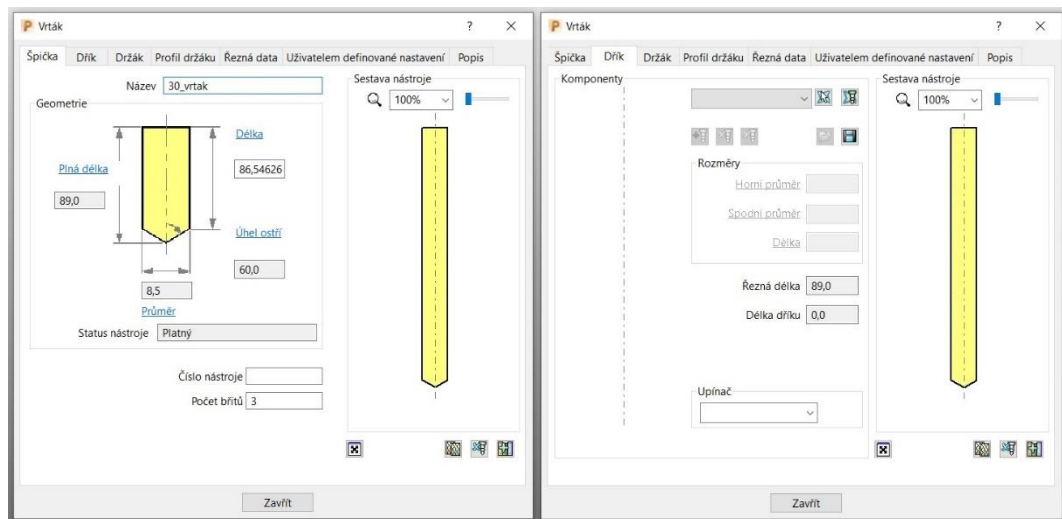 Vrták
Špička Dřík Držák Profil držáku Řezná data Uživatelem definované nastavení Popis
Název 30_vrtak
Geometrie
Délka
86,54626
Plná délka
89,0
Úhel ostří
60,0
8,5
Průměr
Status nástroje Platný
Číslo nástroje
Počet břitů 3
Sestava nástroje
100%
Zavřít
Vrták
Špička Dřík Držák Profil držáku Řezná data Uživatelem definované nastavení Popis
Komponenty
Rozměry
Horní průměr
Spodní průměr
Délka
Řezná délka 89,0
Délka dříku 0,0
Upínač
Sestava nástroje
100%
Zavřít